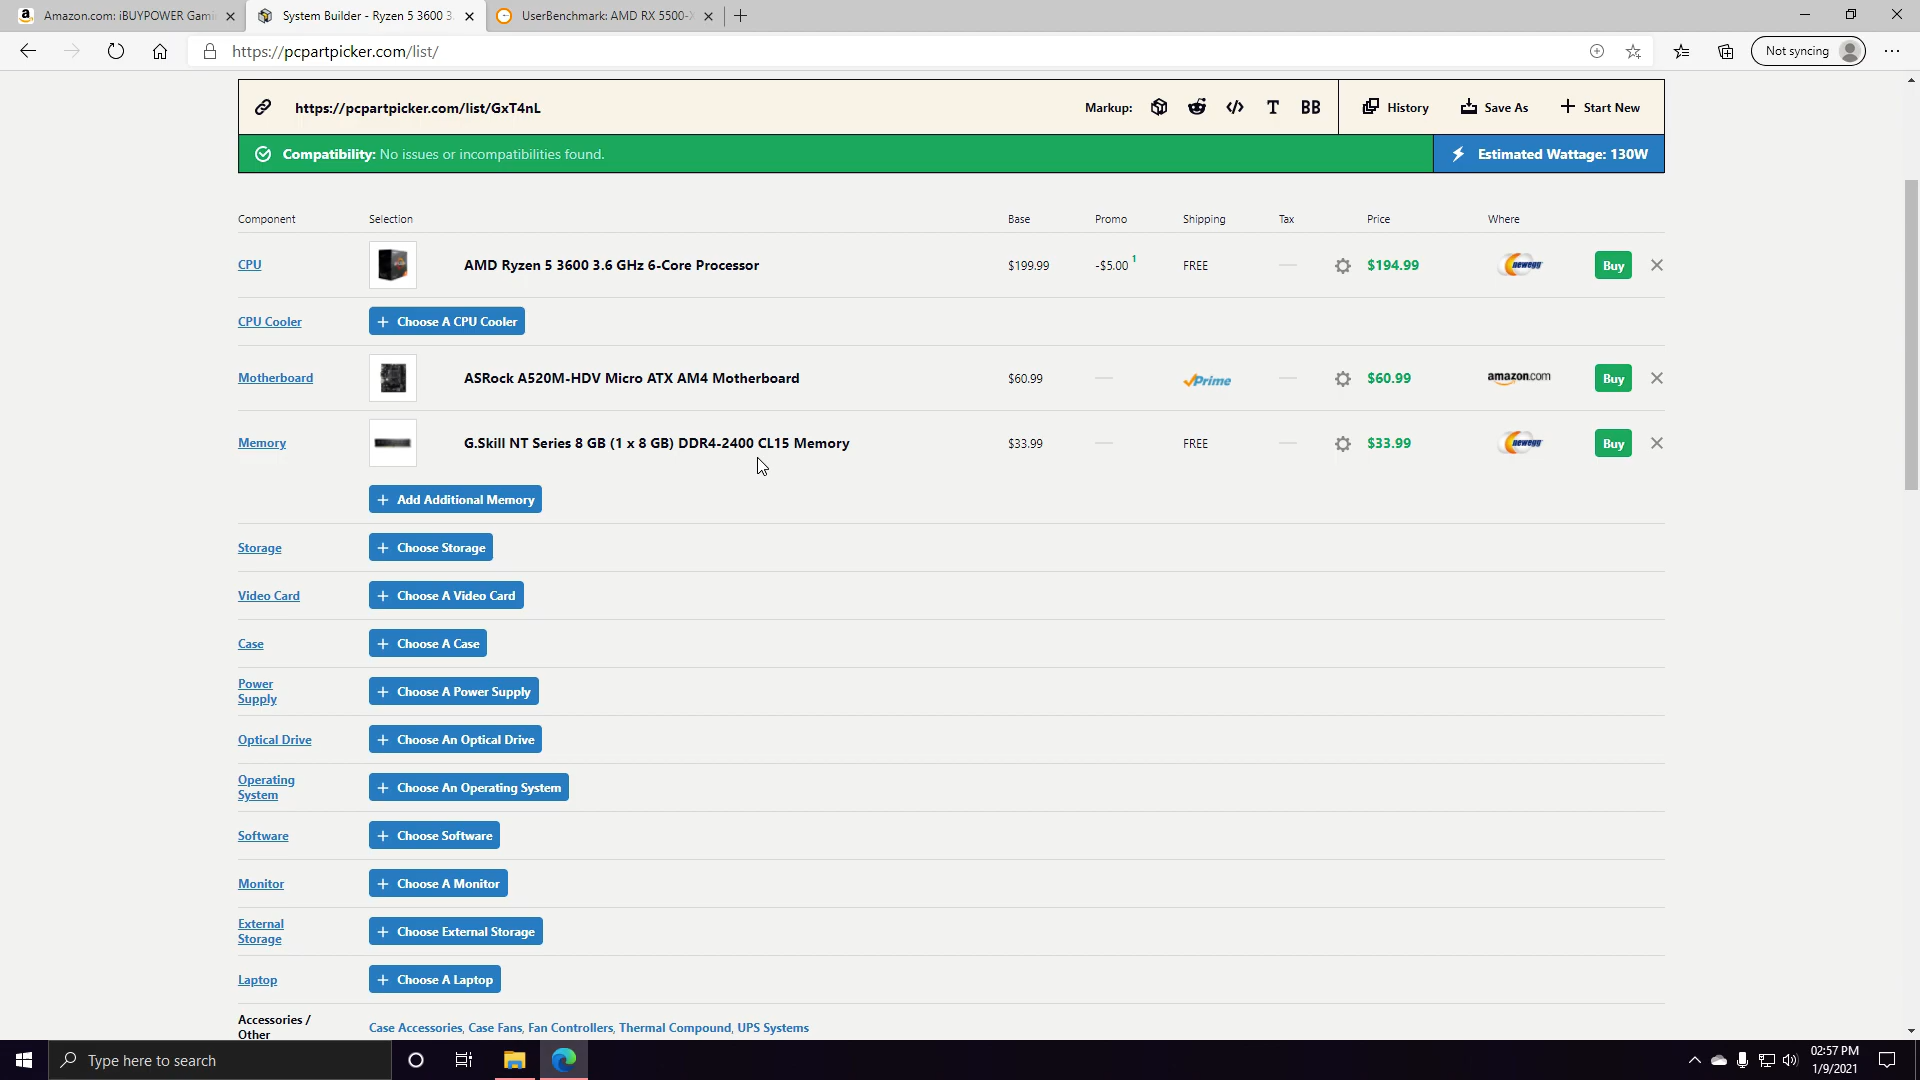 Amazon.com: iBUYPOWER Gami
System Builder - Ryzen 5 3600 3.
UserBenchmark: AMD RX 5500-X
https://pcpartpicker.com/list/
Not syncing
https://pcpartpicker.com/list/GxT4nL
Markup:
T
BB
History
Save As
Start New
Compatibility: No issues or incompatibilities found.
Estimated Wattage: 130W
Component Selection Base Promo Shipping Tax Price Where
CPU AMD Ryzen 5 3600 3.6 GHz 6-Core Processor $199.99 -$5.00 1 FREE — $194.99 newegg Buy
CPU Cooler + Choose A CPU Cooler
Motherboard ASRock A520M-HDV Micro ATX AM4 Motherboard $60.99 — Prime — $60.99 amazon.com Buy
Memory G.Skill NT Series 8 GB (1 x 8 GB) DDR4-2400 CL15 Memory $33.99 — FREE — $33.99 newegg Buy
+ Add Additional Memory
Storage + Choose Storage
Video Card + Choose A Video Card
Case + Choose A Case
Power
Supply
+ Choose A Power Supply
Optical Drive + Choose An Optical Drive
Operating
System
+ Choose An Operating System
Software + Choose Software
Monitor + Choose A Monitor
External
Storage
+ Choose External Storage
Laptop + Choose A Laptop
Accessories /
Other
Case Accessories, Case Fans, Fan Controllers, Thermal Compound, UPS Systems
Type here to search
02:57 PM
1/9/2021